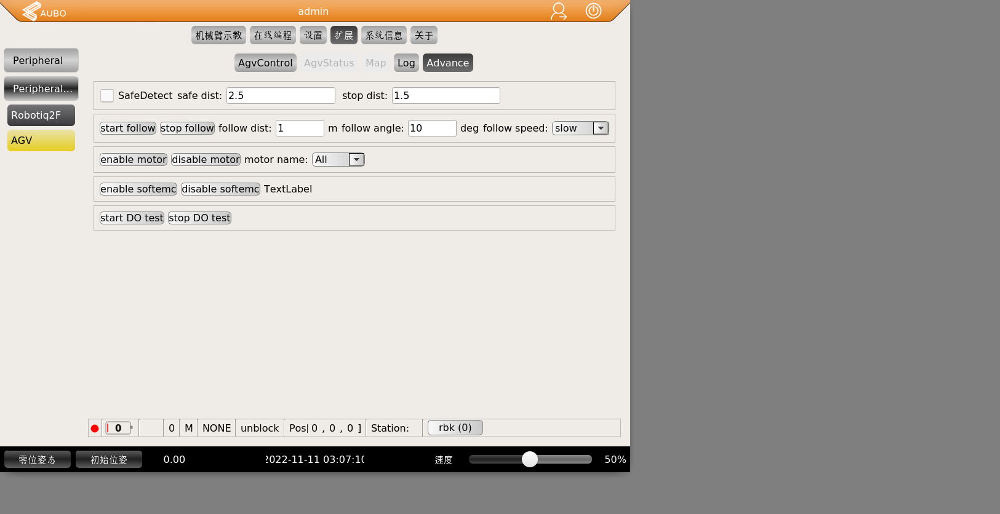 AUBO admin
机械臂示教 在线编程 设置 扩展 系统信息 关于
Peripheral
AgvControl AgvStatus Map Log Advance
Peripheral...
SafeDetect safe dist: 2.5 stop dist: 1.5
Robotiq2F
start follow stop follow follow dist: 1 m follow angle: 10 deg follow speed: slow
AGV
enable motor disable motor motor name: All
enable softemc disable softemc TextLabel
start DO test stop DO test
0 0 M NONE unblock Pos 0 , 0 , 0 ] Station: rbk (0)
零位姿态 初始位姿 0.00 2022-11-11 03:07:10 速度 50%